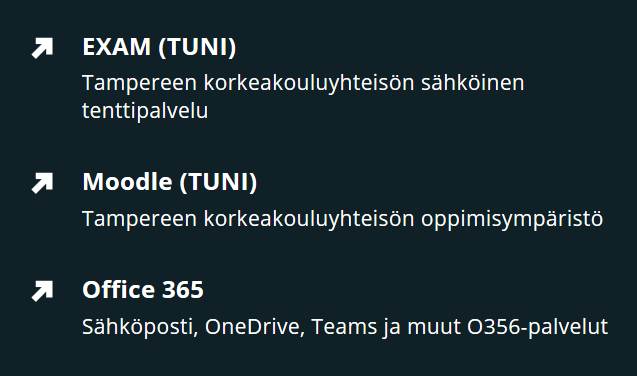 EXAM (TUNI)
Tampereen korkeakouluyhteisön sähköinen
tenttipalvelu
Moodle (TUNI)
Tampereen korkeakouluyhteisön oppimisympäristö
Office 365
Sähköposti, OneDrive, Teams ja muut O356-palvelut